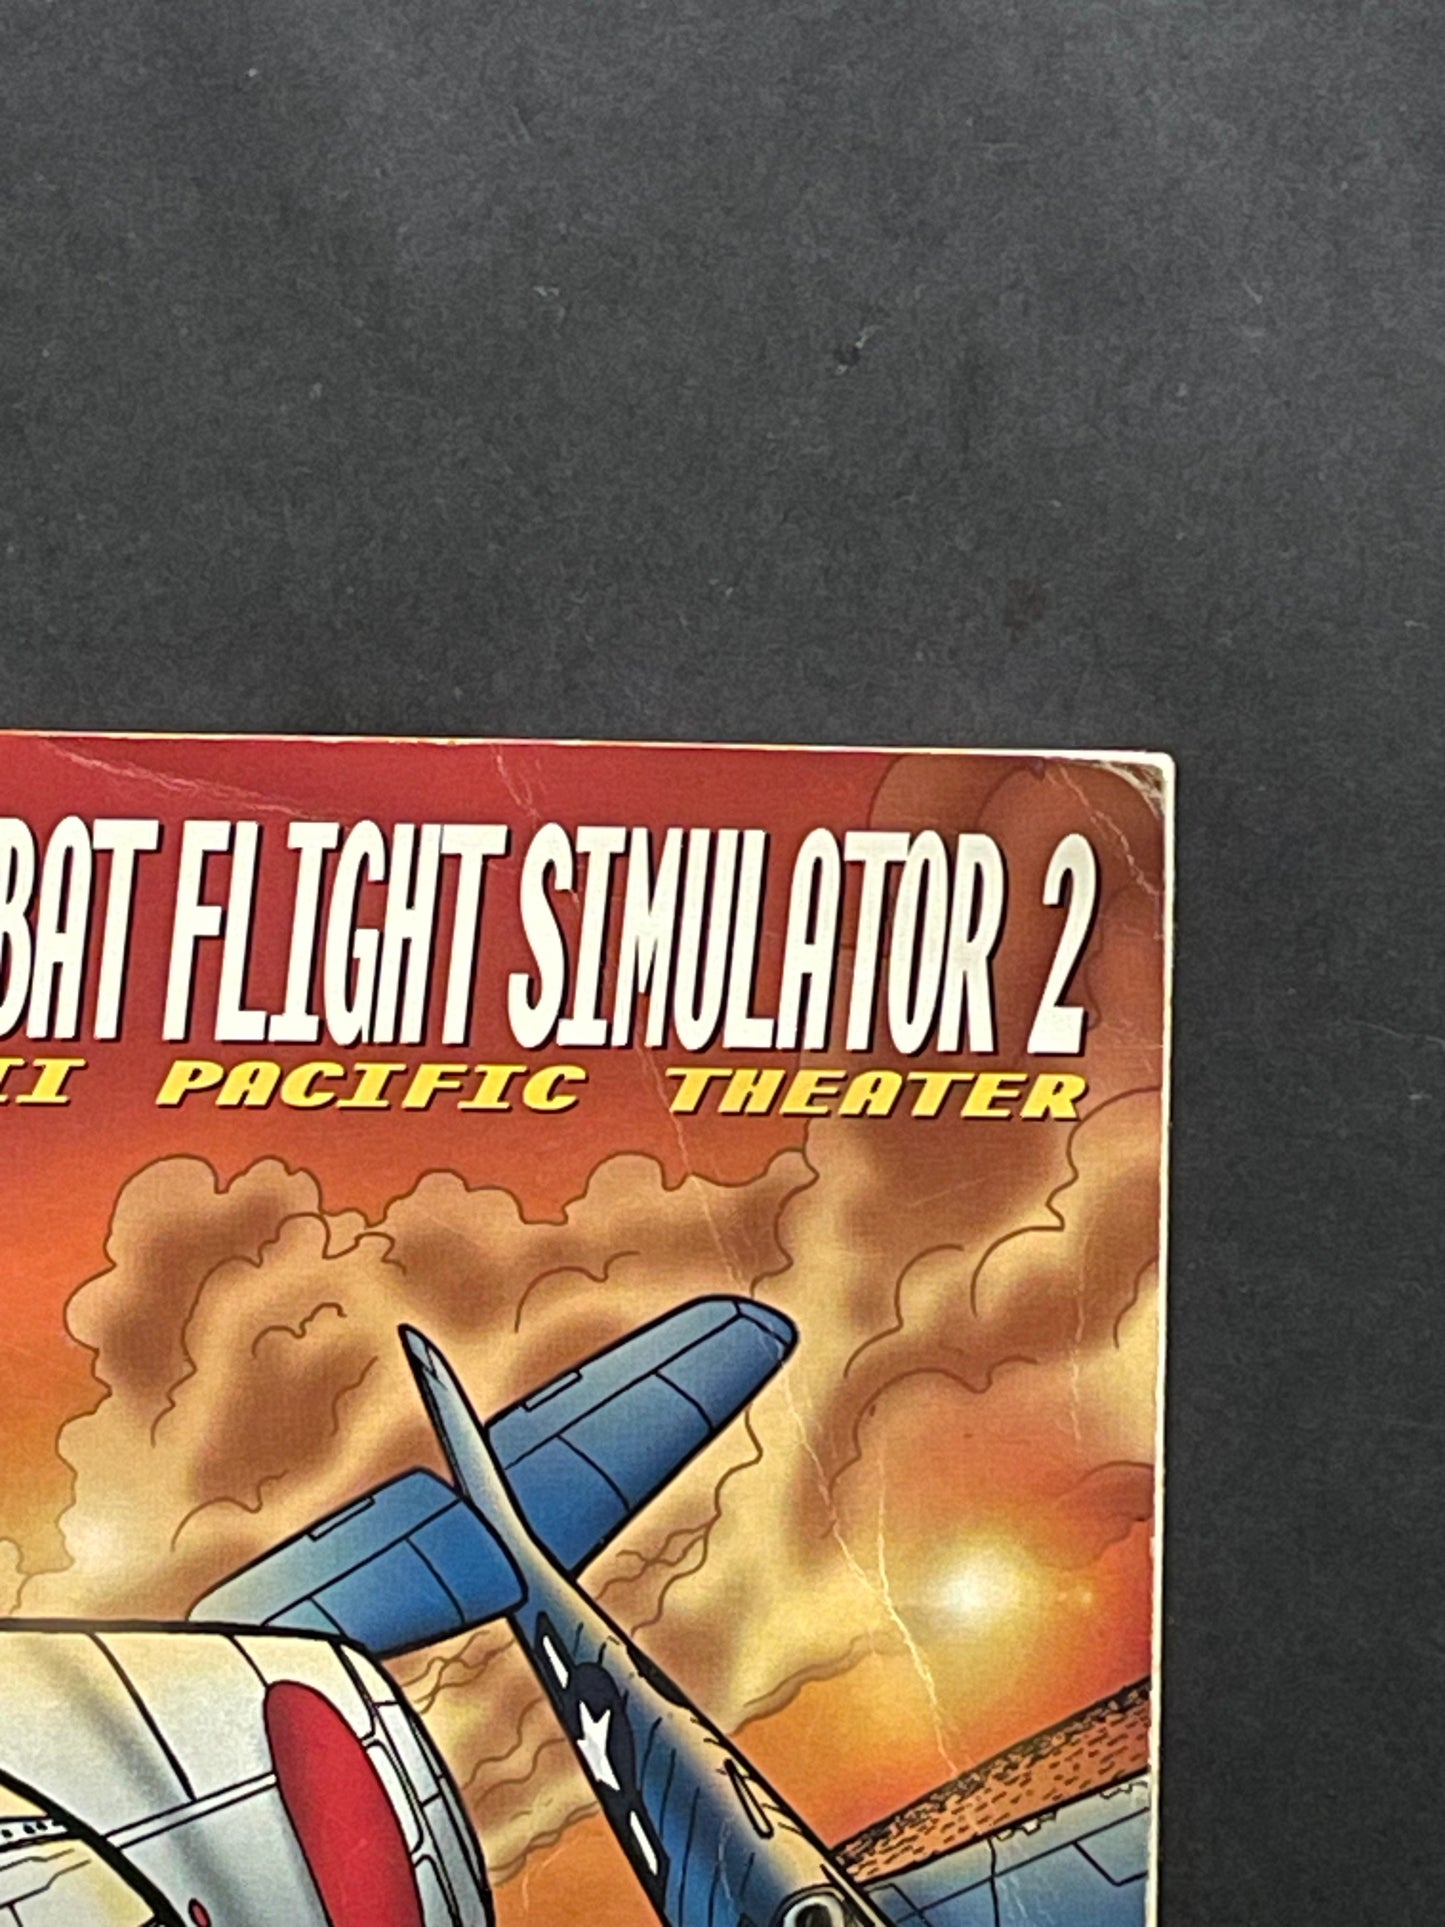 BAT FLIGHT SIMULATOR 2
II PACIFIC THEATER